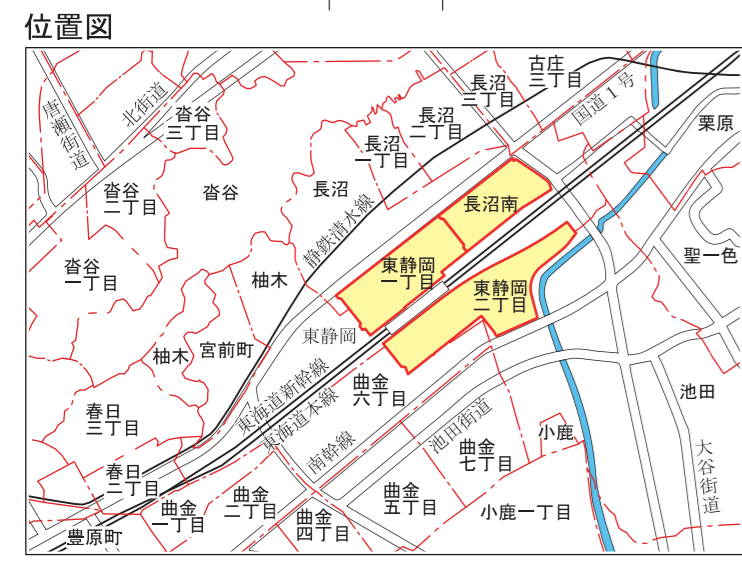 位置図
古庄
三丁目
長沼
三丁目
国道1号
北街道
唐瀬街道
沓谷
三丁目
長沼
二丁目
栗原
長沼
一丁目
沓谷
二丁目
沓谷
長沼
長沼南
静鉄清水線
聖一色
沓谷
一丁目
柚木
東静岡
一丁目
東静岡
二丁目
東静岡
柚木
宮前町
東海道新幹線
東海道本線
曲金
六丁目
池田
春日
三丁目
池田街道
南幹線
小鹿
曲金
七丁目
大谷街道
春日
二丁目
曲金
一丁目
曲金
二丁目
曲金
五丁目
曲金
四丁目
小鹿一丁目
豊原町